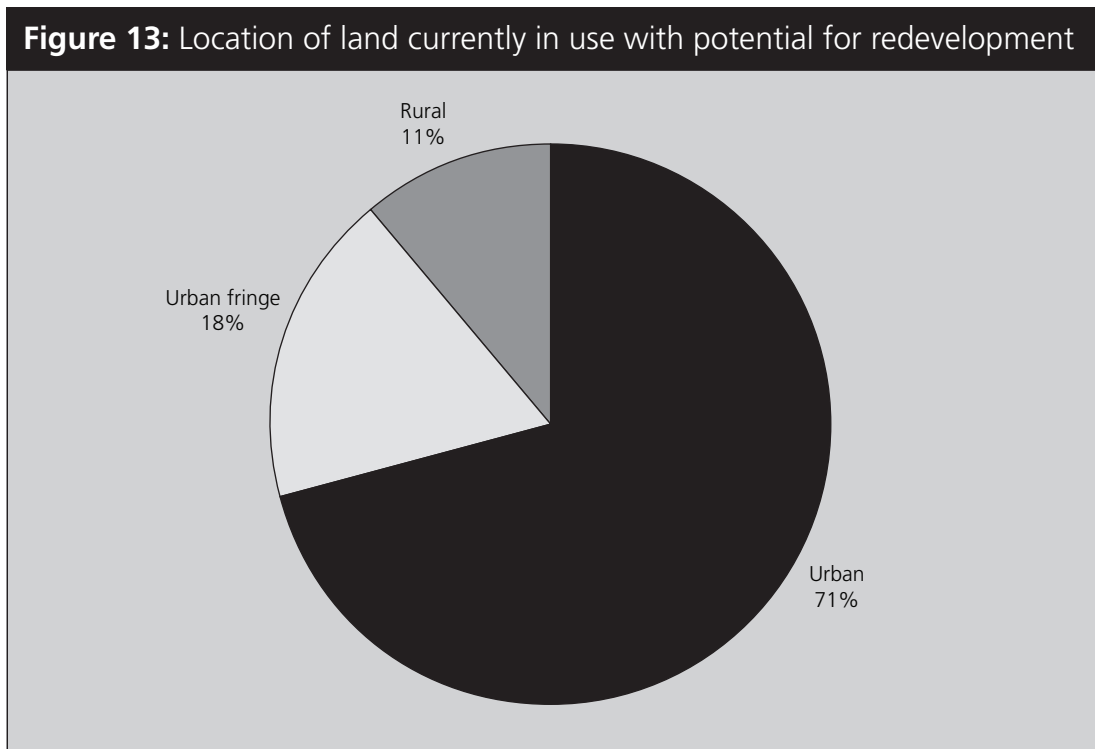 Figure 13: Location of land currently in use with potential for redevelopment
Rural
11%
Urban fringe
18%
Urban
71%